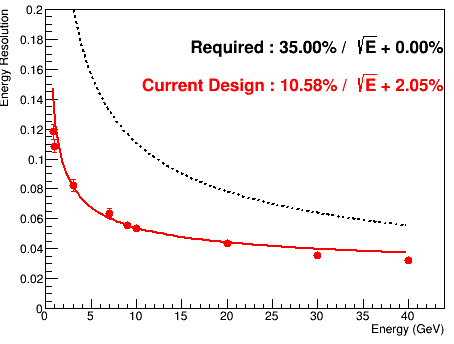 Energy Resolution
0.2
0.18
0.16
0.14
0.12
0.1
0.08
0.06
0.04
0.02
0
Required : 35.00% / √E + 0.00%
Current Design : 10.58% / √E + 2.05%
0 5 10 15 20 25 30 35 40
Energy (GeV)